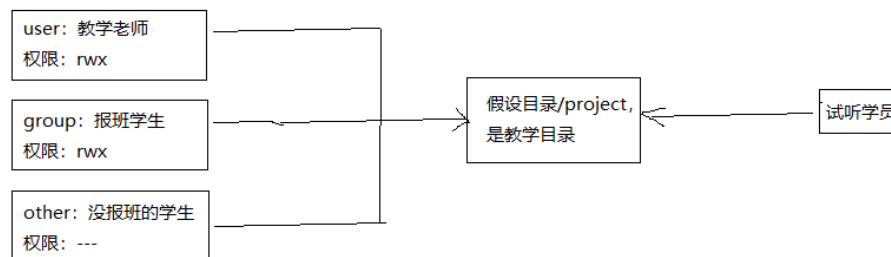 user：教学老师
权限：rwx
group：报班学生
权限：rwx
other：没报班的学生
权限：---
假设目录/project，
是教学目录
试听学员